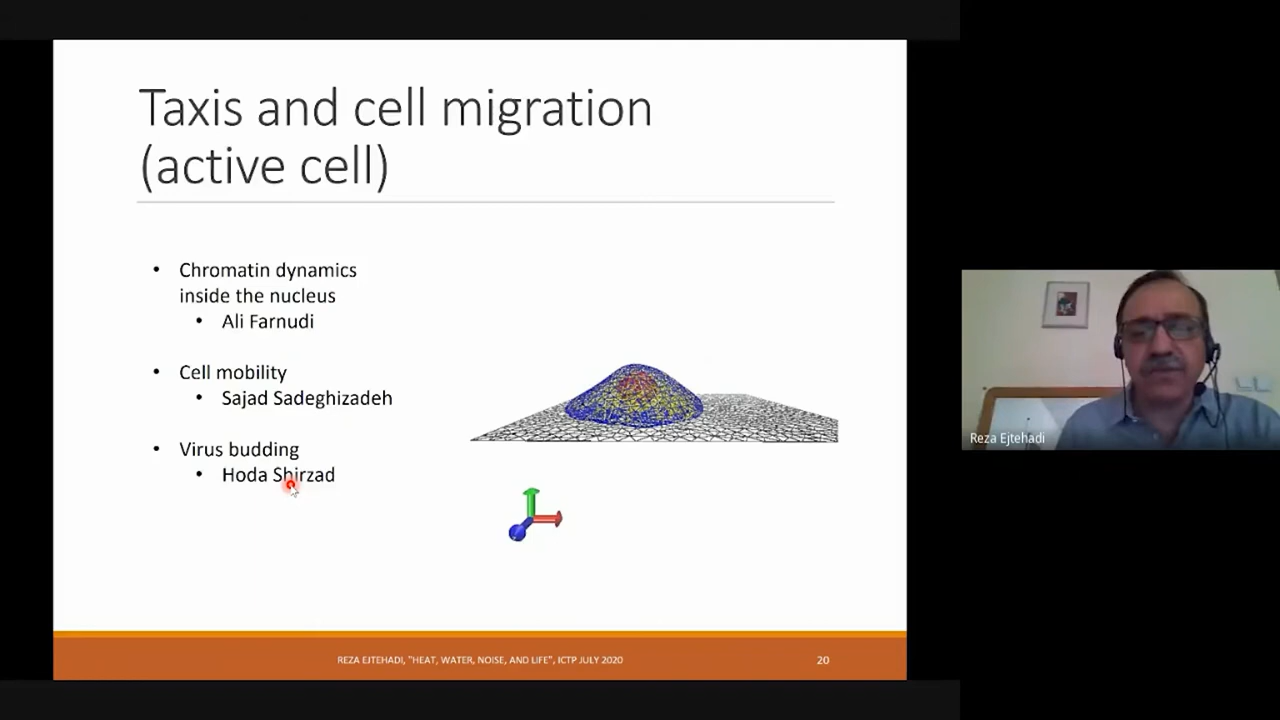 Taxis and cell migration
(active cell)
• Chromatin dynamics
inside the nucleus
• Ali Farnudi
• Cell mobility
• Sajad Sadeghizadeh
• Virus budding
• Hoda Shirzad
REZA EJTEHADI, "HEAT, WATER, NOISE, AND LIFE", ICTP JULY 2020
20
Reza Ejtehadi